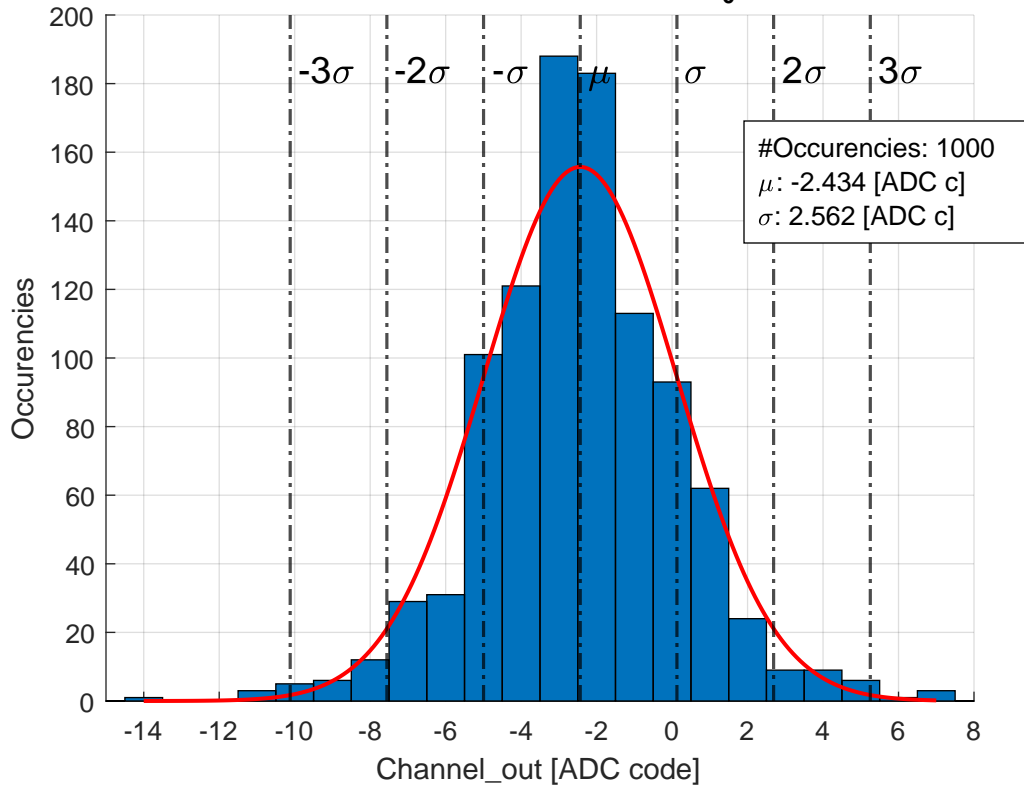 200
180
160
140
120
100
80
60
40
20
0
-3σ
-2σ
-σ
μ
σ
2σ
3σ
#Occurencies: 1000
μ: -2.434 [ADC c]
σ: 2.562 [ADC c]
Occurencies
-14 -12 -10 -8 -6 -4 -2 0 2 4 6 8
Channel_out [ADC code]